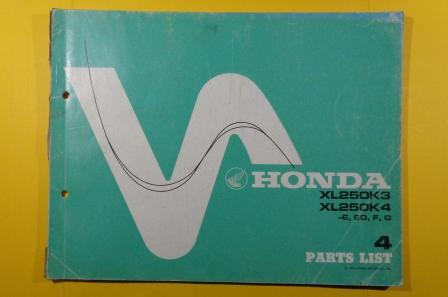 HONDA
XL250K3
XL250K4
-E, ED, F, G
4
PARTS LIST